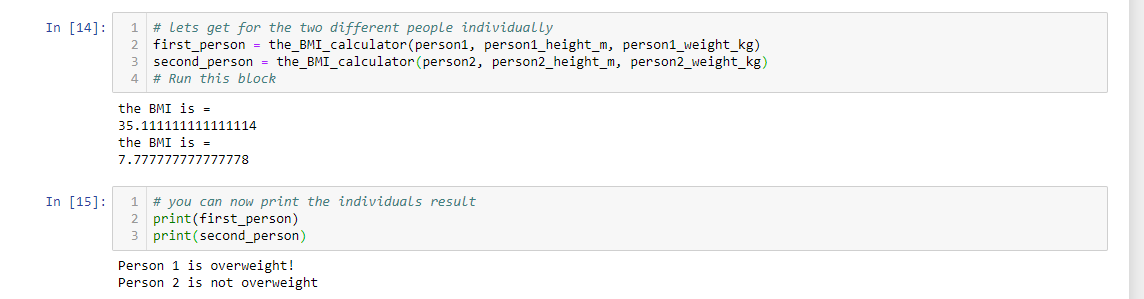 In [14]:
1 # lets get for the two different people individually
2 first_person = the_BMI_calculator(person1, person1_height_m, person1_weight_kg)
3 second_person = the_BMI_calculator(person2, person2_height_m, person2_weight_kg)
4 # Run this block
the BMI is =
35.111111111111114
the BMI is =
7.777777777777778
In [15]:
1 # you can now print the individuals result
2 print(first_person)
3 print(second_person)
Person 1 is overweight!
Person 2 is not overweight